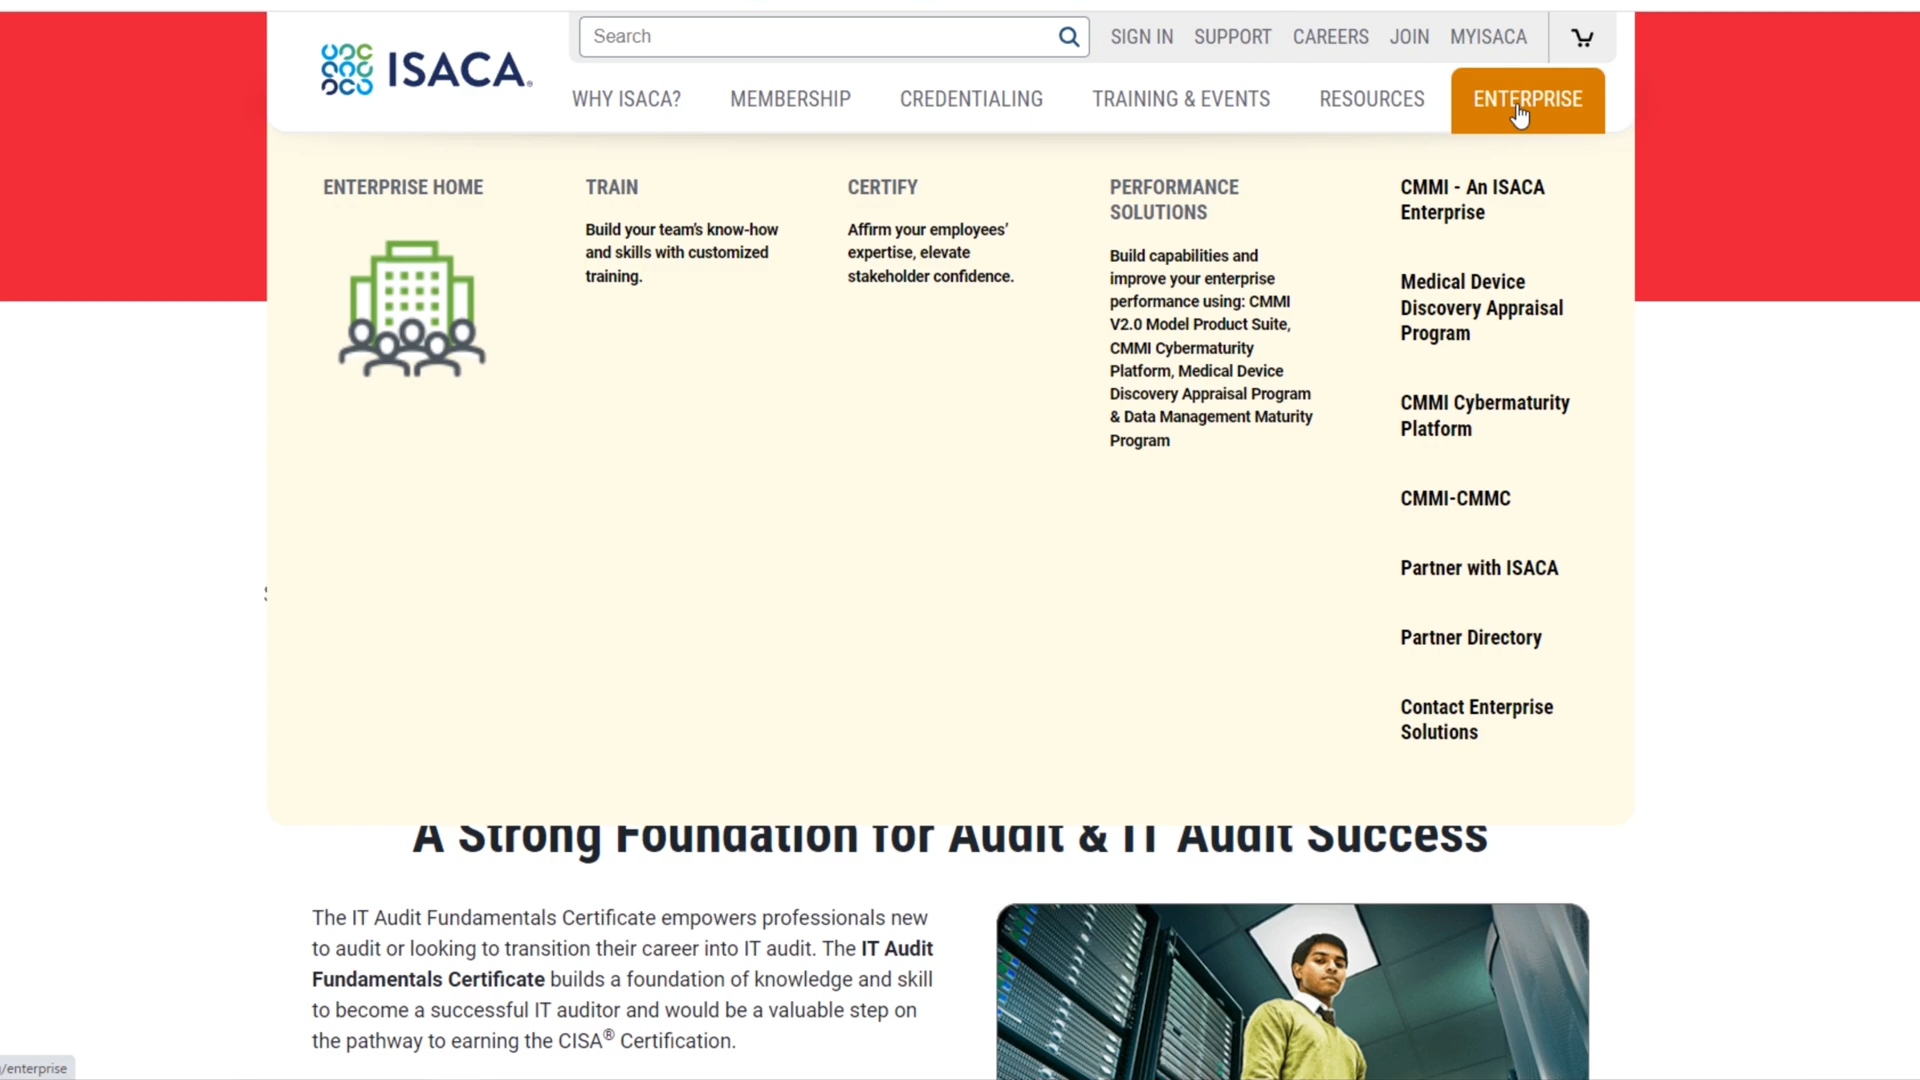 Search
SIGN IN
SUPPORT
CAREERS
JOIN
MYISACA
ISACA
WHY ISACA?
MEMBERSHIP
CREDENTIALING
TRAINING & EVENTS
RESOURCES
ENTERPRISE
ENTERPRISE HOME
TRAIN
Build your team's know-how
and skills with customized
training.
CERTIFY
Affirm your employees'
expertise, elevate
stakeholder confidence.
PERFORMANCE
SOLUTIONS
Build capabilities and
improve your enterprise
performance using: CMMI
V2.0 Model Product Suite,
CMMI Cybermaturity
Platform, Medical Device
Discovery Appraisal Program
& Data Management Maturity
Program
CMMI - An ISACA
Enterprise
Medical Device
Discovery Appraisal
Program
CMMI Cybermaturity
Platform
CMMI-CMMC
Partner with ISACA
Partner Directory
Contact Enterprise
Solutions
A Strong Foundation for Audit & IT Audit Success
The IT Audit Fundamentals Certificate empowers professionals new
to audit or looking to transition their career into IT audit. The IT Audit
Fundamentals Certificate builds a foundation of knowledge and skill
to become a successful IT auditor and would be a valuable step on
the pathway to earning the CISA® Certification.
/enterprise